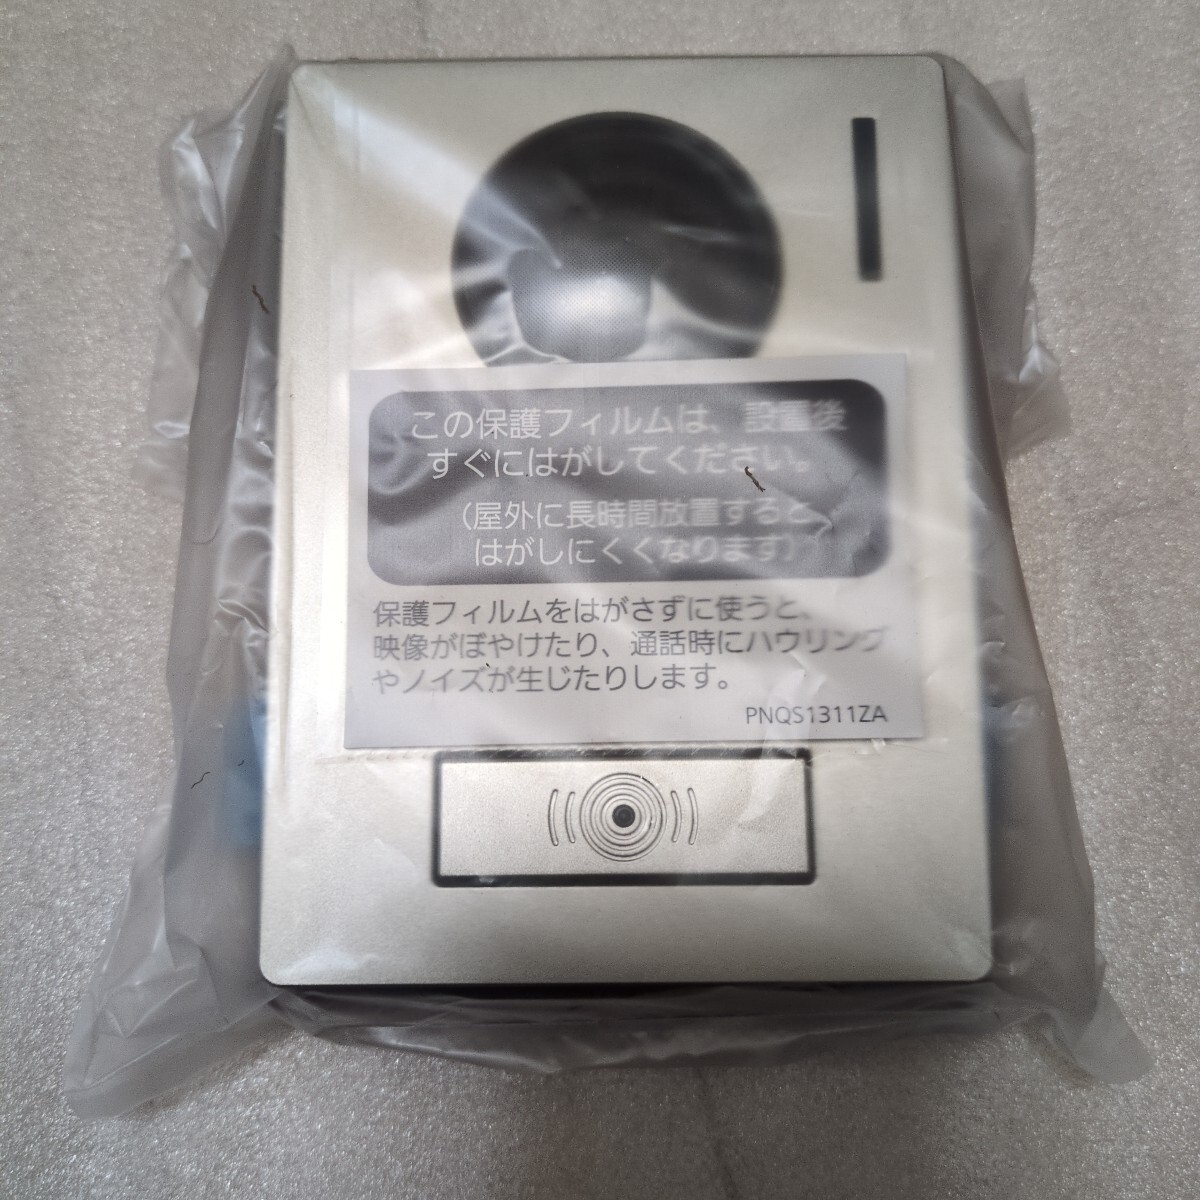 この保護フィルムは、設置後
すぐにはがしてください。
(屋外に長時間放置すると、
はがしにくくなります)
保護フィルムをはがさずに使うと、
映像がぼやけたり、通話時にハウリング
やノイズが生じたりします。
PNQS1311ZA